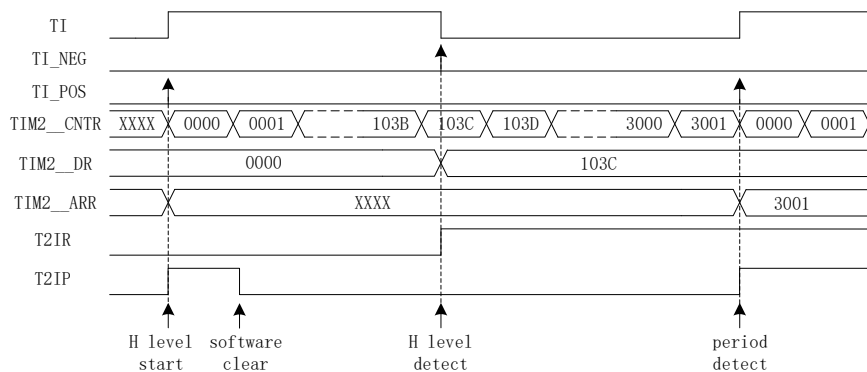 TI
TI_NEG
TI_POS
TIM2__CNTR XXXX 0000 0001 103B 103C 103D 3000 3001 0000 0001
TIM2__DR 0000 103C
TIM2__ARR XXXX 3001
T2IR
T2IP
H level start
software clear
H level detect
period detect